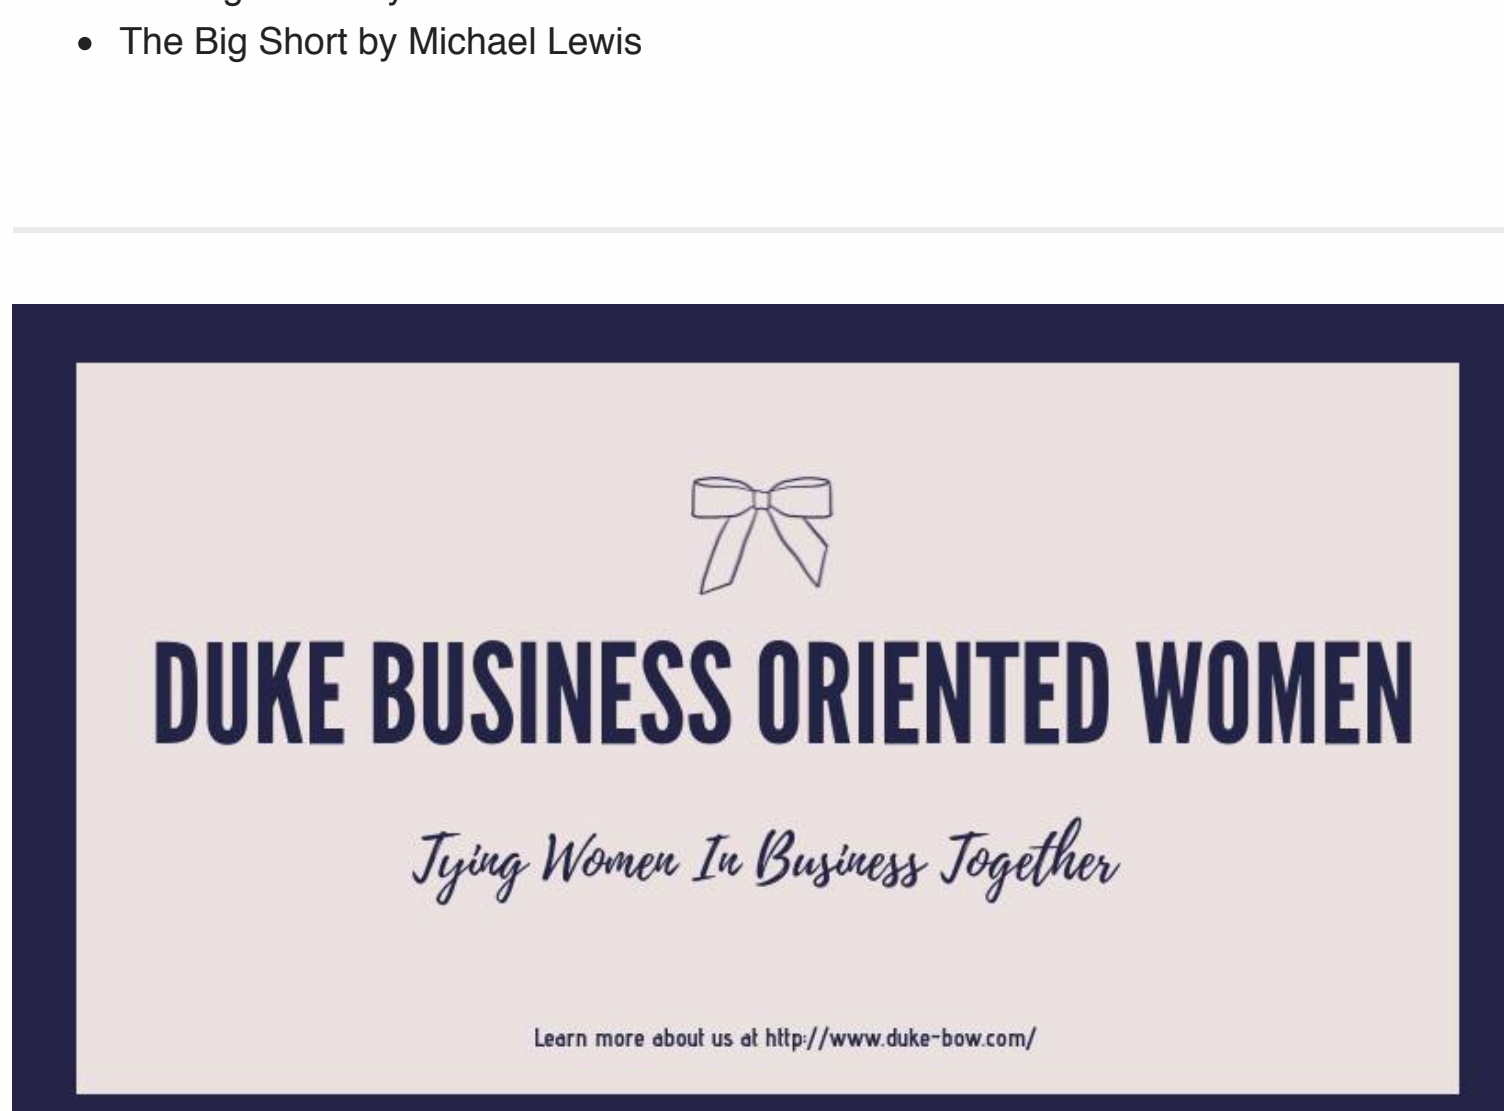 The Big Short by Michael Lewis
DUKE BUSINESS ORIENTED WOMEN
Tying Women In Business Together
Learn more about us at http://www.duke-bow.com/